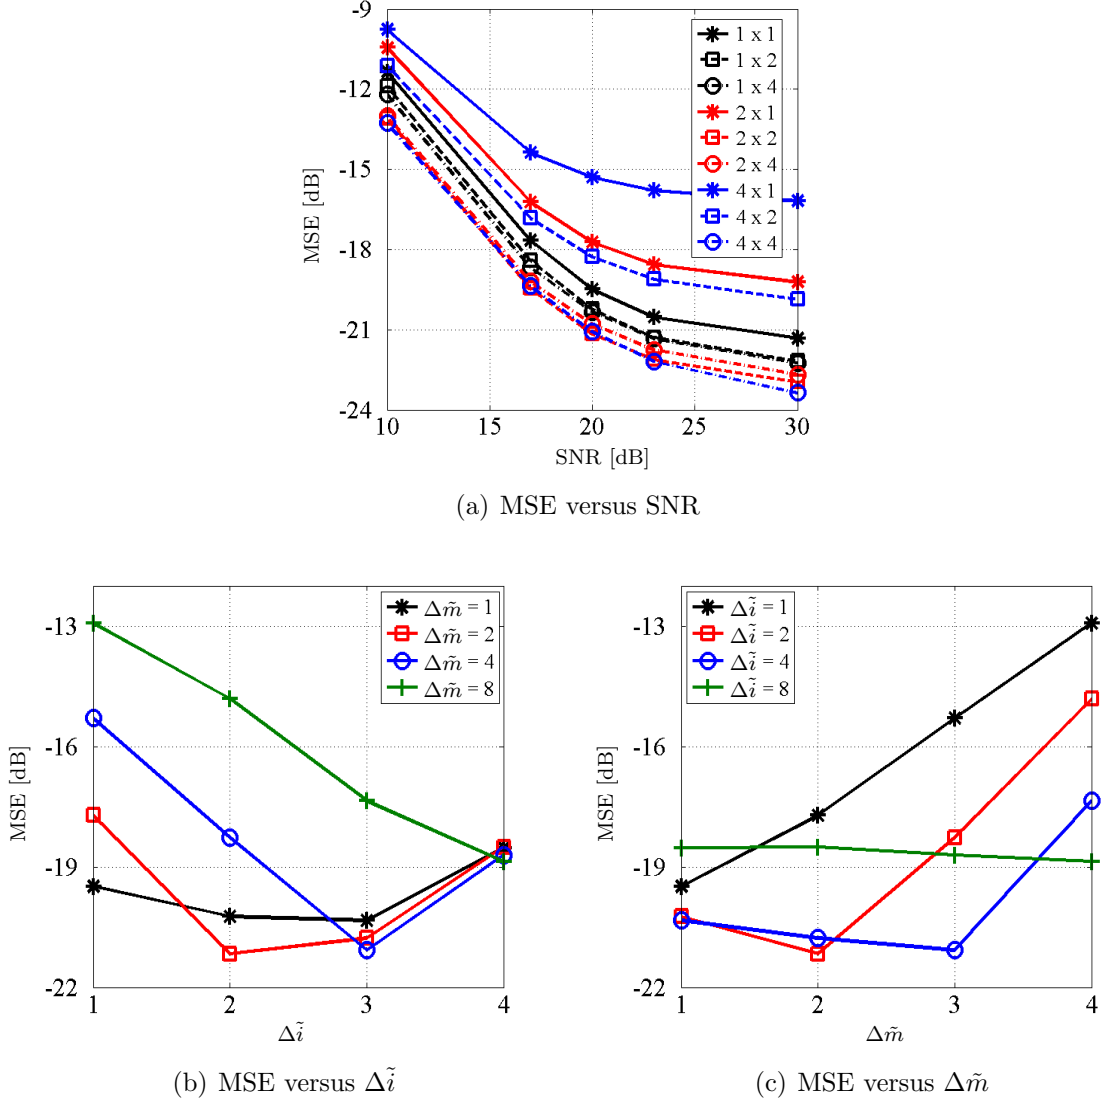 -9
-12
-15
-18
-21
-24
MSE [dB]
10
15
20
25
30
SNR [dB]
1 x 1
1 x 2
1 x 4
2 x 1
2 x 2
2 x 4
4 x 1
4 x 2
4 x 4
(a) MSE versus SNR
-13
-16
-19
-22
MSE [dB]
1
2
3
4
Δĩ
Δm̃ = 1
Δm̃ = 2
Δm̃ = 4
Δm̃ = 8
(b) MSE versus Δĩ
-13
-16
-19
-22
MSE [dB]
1
2
3
4
Δm̃
Δĩ = 1
Δĩ = 2
Δĩ = 4
Δĩ = 8
(c) MSE versus Δm̃